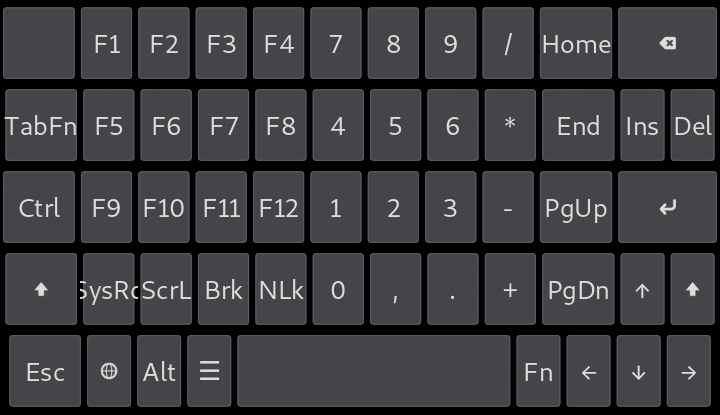 F1 F2 F3 F4 7 8 9 / Home
TabFn F5 F6 F7 F8 4 5 6 * End Ins Del
Ctrl F9 F10 F11 F12 1 2 3 - PgUp
ScrL Brk NLk 0 , . + PgDn ↑
Esc Alt Fn ← ↓ →